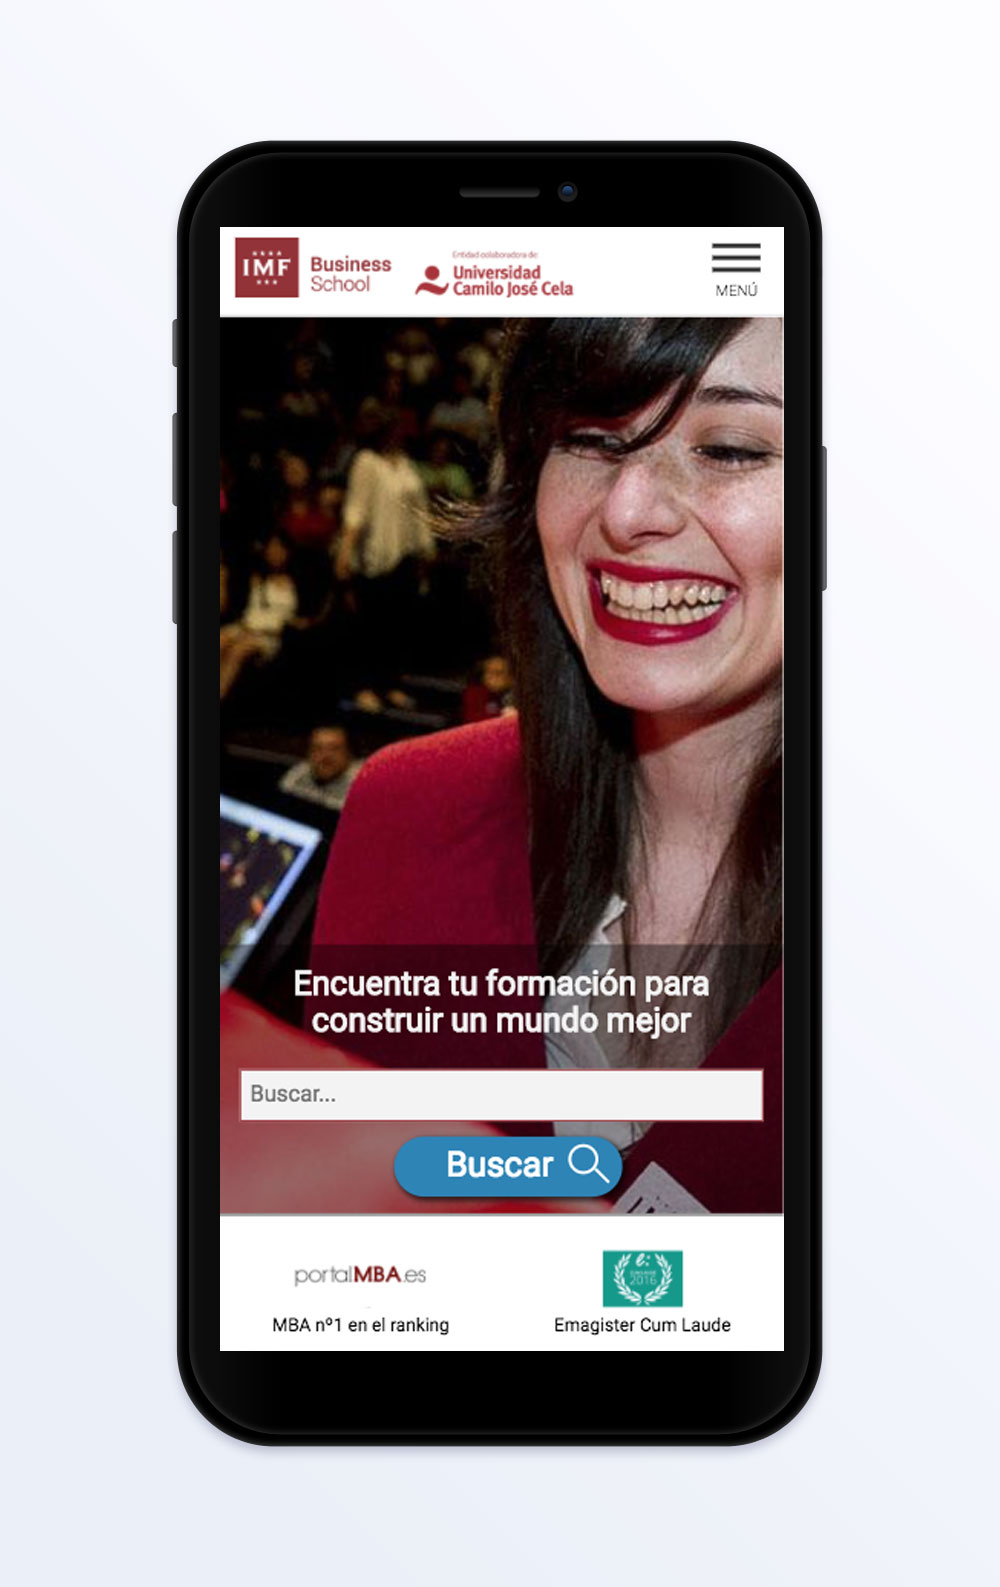 IMF
Business
School
Entidad colaboradora de:
Universidad
Camilo José Cela
MENÚ
Encuentra tu formación para
construir un mundo mejor
Buscar...
Buscar
portalMBA.es
MBA nº1 en el ranking
2016
Emagister Cum Laude